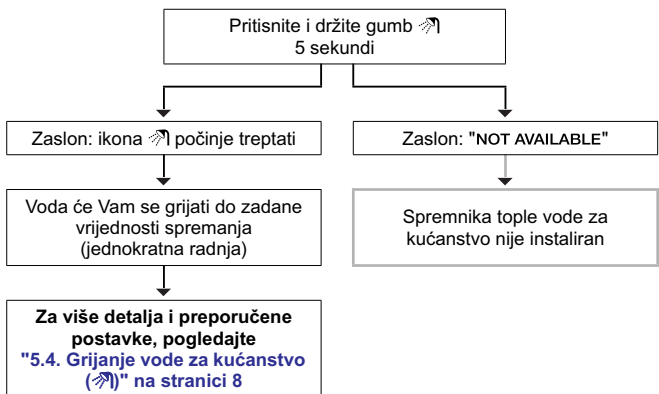 Pritisnite i držite gumb
5 sekundi
Zaslon: ikona počinje treptati
Zaslon: "NOT AVAILABLE"
Voda će Vam se grijati do zadane
vrijednosti spremanja
(jednokratna radnja)
Spremnika tople vode za
kućanstvo nije instaliran
Za više detalja i preporučene
postavke, pogledajte
"5.4. Grijanje vode za kućanstvo
()" na stranici 8